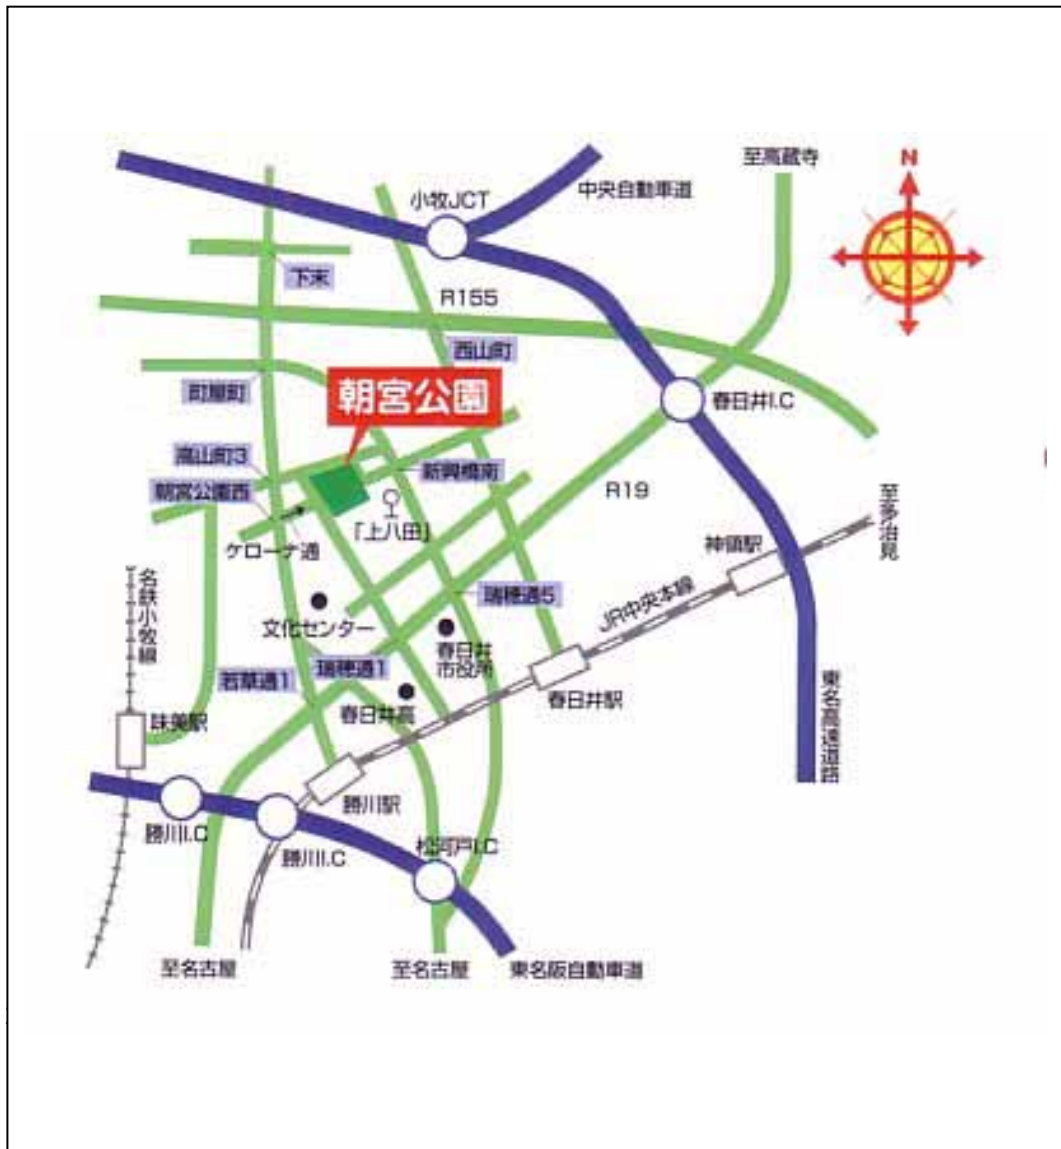 至高蔵寺
N
中央自動車道
小牧JCT
下末
R155
西山町
町屋町
朝宮公園
春日井I.C
高山町3
新興橋南
朝宮公園西
R19
至多治見
「上八田」
神領駅
ケローナ通
名鉄小牧線
瑞穂通5
JR中央本線
文化センター
春日井
市役所
瑞穂通1
若草通1
春日井駅
春日井高
味美駅
東名高速道路
勝川駅
勝川I.C
勝川II.C
松河戸I.C
至名古屋
至名古屋
東名阪自動車道